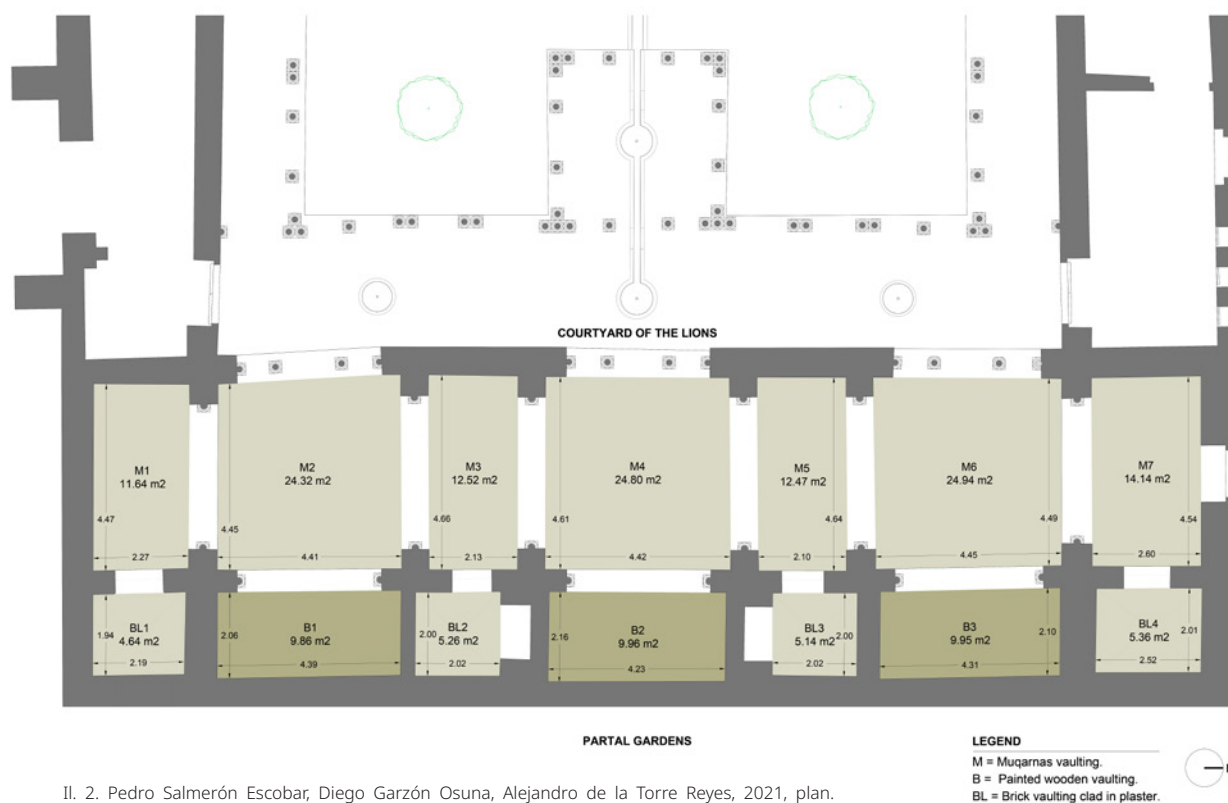 COURTYARD OF THE LIONS
M1
11.64 m2
4.47
2.27
M2
24.32 m2
4.45
4.41
M3
12.52 m2
4.66
2.13
M4
24.80 m2
4.61
4.42
M5
12.47 m2
4.64
2.10
M6
24.94 m2
4.49
4.45
M7
14.14 m2
4.54
2.60
BL1
4.64 m2
1.94
2.19
B1
9.86 m2
2.06
4.39
BL2
5.26 m2
2.00
2.02
B2
9.96 m2
2.16
4.23
BL3
5.14 m2
2.00
2.02
B3
9.95 m2
2.10
4.31
BL4
5.36 m2
2.01
2.52
PARTAL GARDENS
LEGEND
M = Muqarnas vaulting.
B = Painted wooden vaulting.
BL = Brick vaulting clad in plaster.
Il. 2. Pedro Salmerón Escobar, Diego Garzón Osuna, Alejandro de la Torre Reyes, 2021, plan.